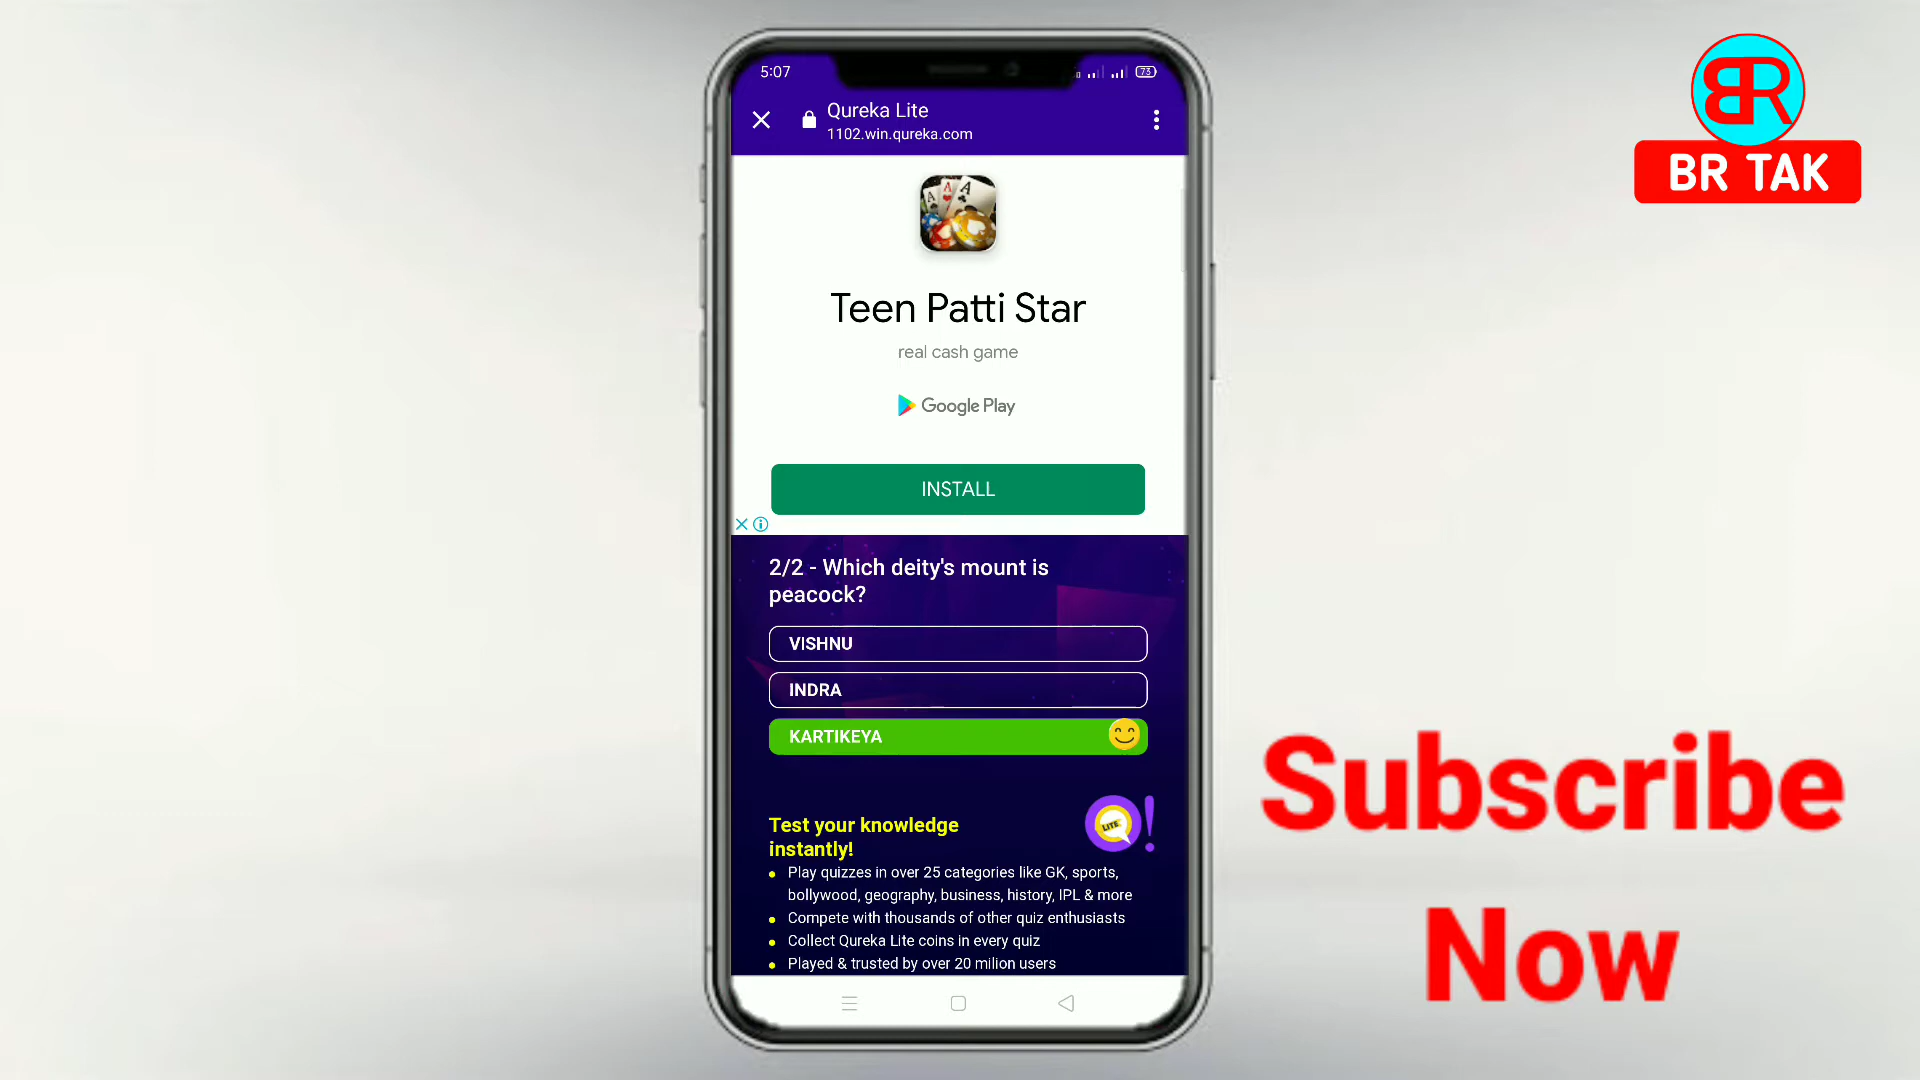 5:07
73
Qureka Lite
1102.win.qureka.com
BR
BR TAK
A A A
Teen Patti Star
real cash game
Google Play
INSTALL
2/2 - Which deity's mount is
peacock?
VISHNU
INDRA
KARTIKEYA
Test your knowledge
instantly!
LITE
Play quizzes in over 25 categories like GK, sports,
bollywood, geography, business, history, IPL & more
Compete with thousands of other quiz enthusiasts
Collect Qureka Lite coins in every quiz
Played & trusted by over 20 milion users
Subscribe
Now